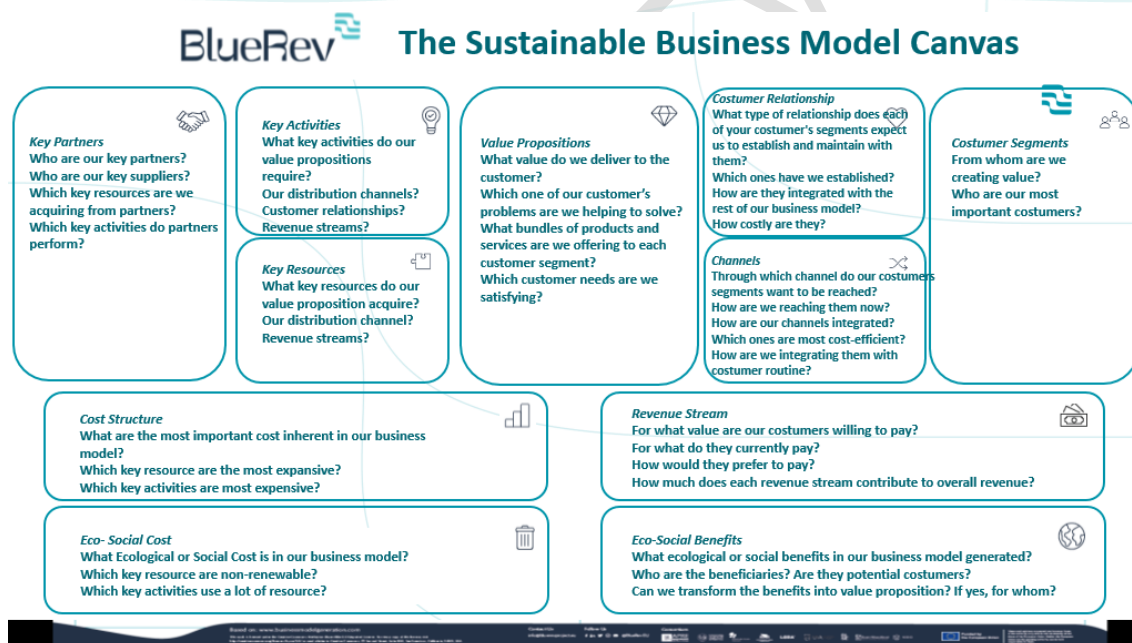 BlueRev
The Sustainable Business Model Canvas
Key Partners
Who are our key partners?
Who are our key suppliers?
Which key resources are we
acquiring from partners?
Which key activities do partners
perform?
Key Activities
What key activities do our
value propositions
require?
Our distribution channels?
Customer relationships?
Revenue streams?
Key Resources
What key resources do our
value proposition acquire?
Our distribution channel?
Revenue streams?
Value Propositions
What value do we deliver to the
customer?
Which one of our customer's
problems are we helping to solve?
What bundles of products and
services are we offering to each
customer segment?
Which customer needs are we
satisfying?
Costumer Relationship
What type of relationship does each
of your costumer's segments expect
us to establish and maintain with
them?
Which ones have we established?
How are they integrated with the
rest of our business model?
How costly are they?
Channels
Through which channel do our costumers
segments want to be reached?
How are we reaching them now?
How are our channels integrated?
Which ones are most cost-efficient?
How are we integrating them with
costumer routine?
Costumer Segments
From whom are we
creating value?
Who are our most
important costumers?
Cost Structure
What are the most important cost inherent in our business
model?
Which key resource are the most expansive?
Which key activities are most expensive?
Revenue Stream
For what value are our costumers willing to pay?
For what do they currently pay?
How would they prefer to pay?
How much does each revenue stream contribute to overall revenue?
Eco- Social Cost
What Ecological or Social Cost is in our business model?
Which key resource are non-renewable?
Which key activities use a lot of resource?
Eco-Social Benefits
What ecological or social benefits in our business model generated?
Who are the beneficiaries? Are they potential costumers?
Can we transform the benefits into value proposition? If yes, for whom?
Based on: www.businessmodelgeneration.com